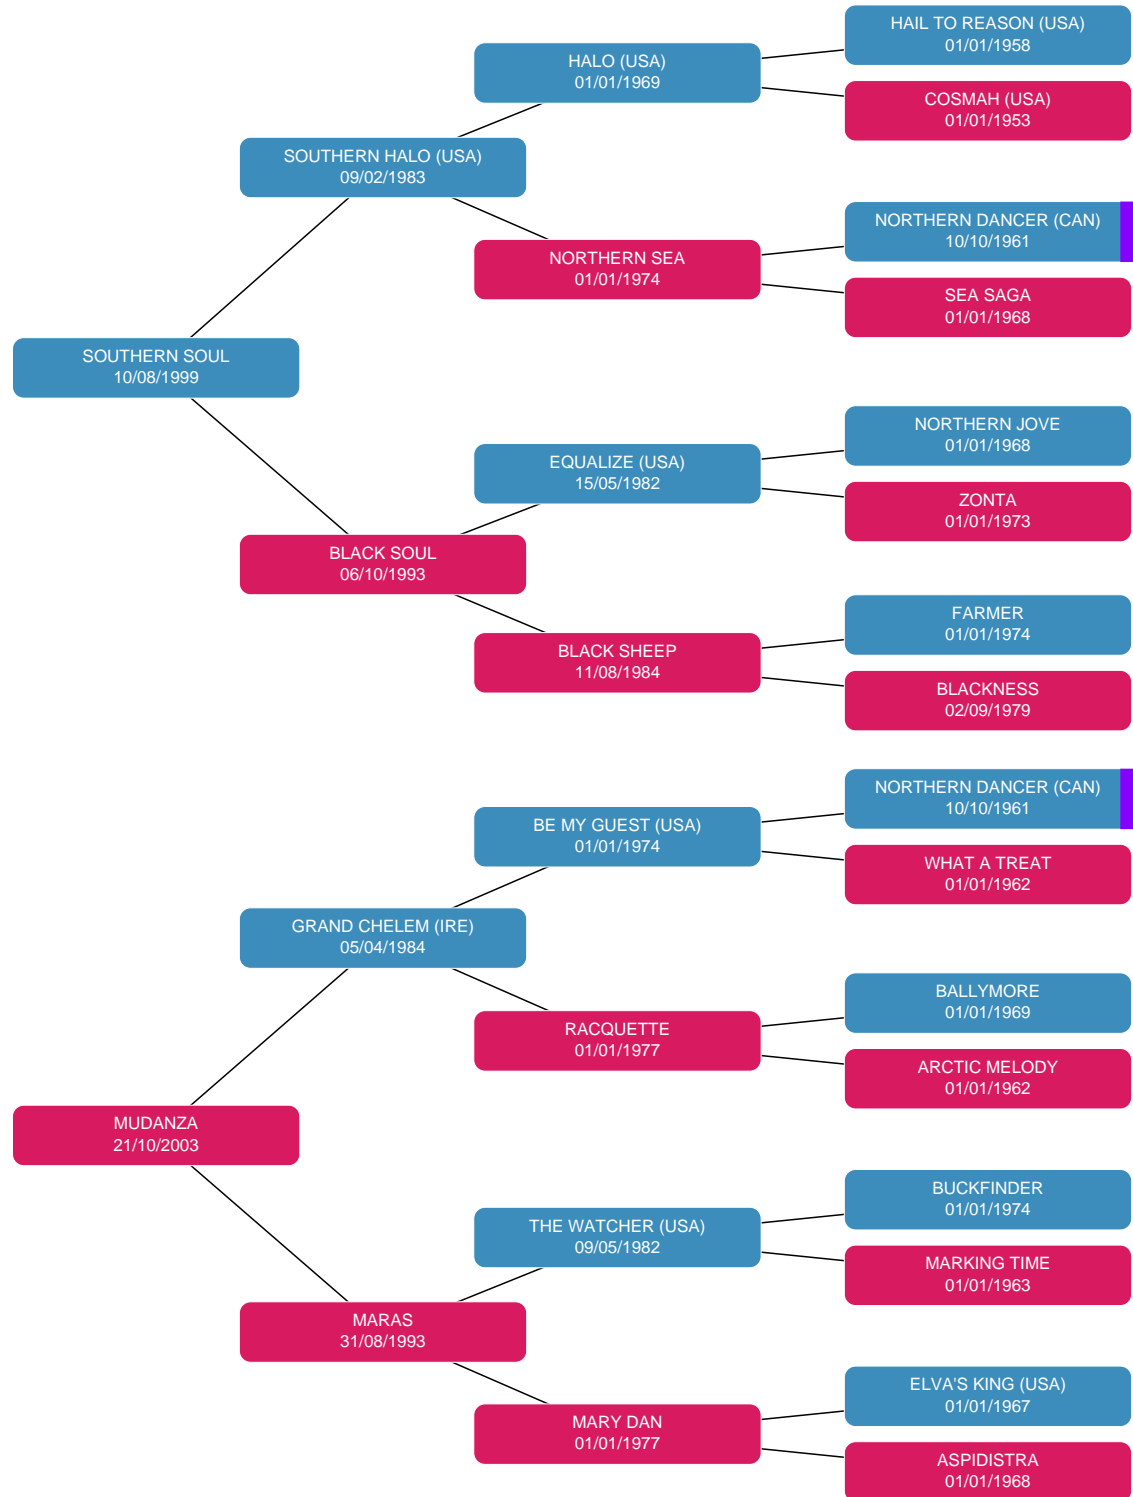 HAIL TO REASON (USA)
01/01/1958
HALO (USA)
01/01/1969
COSMAH (USA)
01/01/1953
SOUTHERN HALO (USA)
09/02/1983
NORTHERN DANCER (CAN)
10/10/1961
NORTHERN SEA
01/01/1974
SEA SAGA
01/01/1968
SOUTHERN SOUL
10/08/1999
NORTHERN JOVE
01/01/1968
EQUALIZE (USA)
15/05/1982
ZONTA
01/01/1973
BLACK SOUL
06/10/1993
FARMER
01/01/1974
BLACK SHEEP
11/08/1984
BLACKNESS
02/09/1979
NORTHERN DANCER (CAN)
10/10/1961
BE MY GUEST (USA)
01/01/1974
WHAT A TREAT
01/01/1962
GRAND CHELEM (IRE)
05/04/1984
BALLYMORE
01/01/1969
RACQUETTE
01/01/1977
ARCTIC MELODY
01/01/1962
MUDANZA
21/10/2003
BUCKFINDER
01/01/1974
THE WATCHER (USA)
09/05/1982
MARKING TIME
01/01/1963
MARAS
31/08/1993
ELVA'S KING (USA)
01/01/1967
MARY DAN
01/01/1977
ASPIDISTRA
01/01/1968